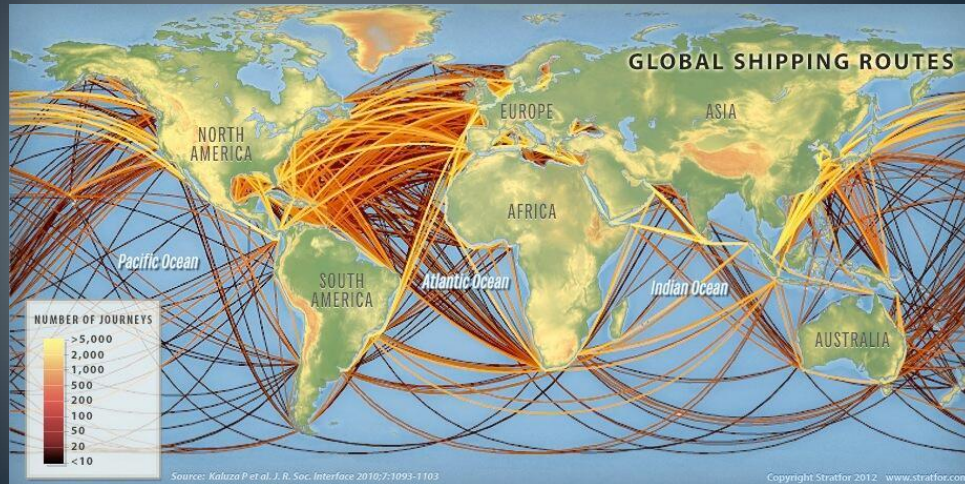 GLOBAL SHIPPING ROUTES
NORTH
AMERICA
EUROPE
ASIA
AFRICA
Pacific Ocean
SOUTH
AMERICA
Atlantic Ocean
Indian Ocean
AUSTRALIA
NUMBER OF JOURNEYS
>5,000
2,000
1,000
500
200
100
50
20
<10
Source: Kaluza P et al. J. R. Soc. Interface 2010;7:1093-1103
Copyright Stratfor 2012 www.stratfor.com